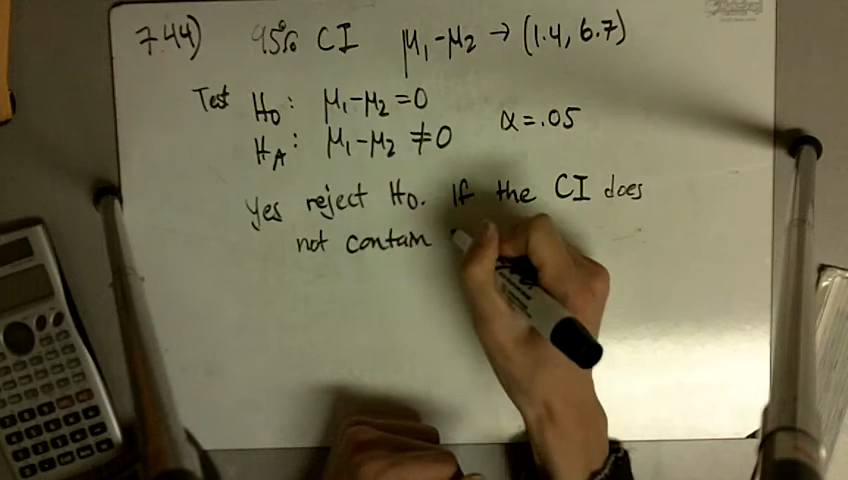 7.44) 95% CI μ₁-μ₂ → (1.4, 6.7)
Test H₀: μ₁-μ₂ = 0
α = .05
H_A: μ₁-μ₂ ≠ 0
Yes reject H₀. If the CI does
not contain